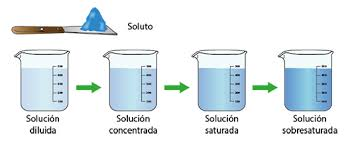 Soluto
Solución
diluida
Solución
concentrada
Solución
saturada
Solución
sobresaturada